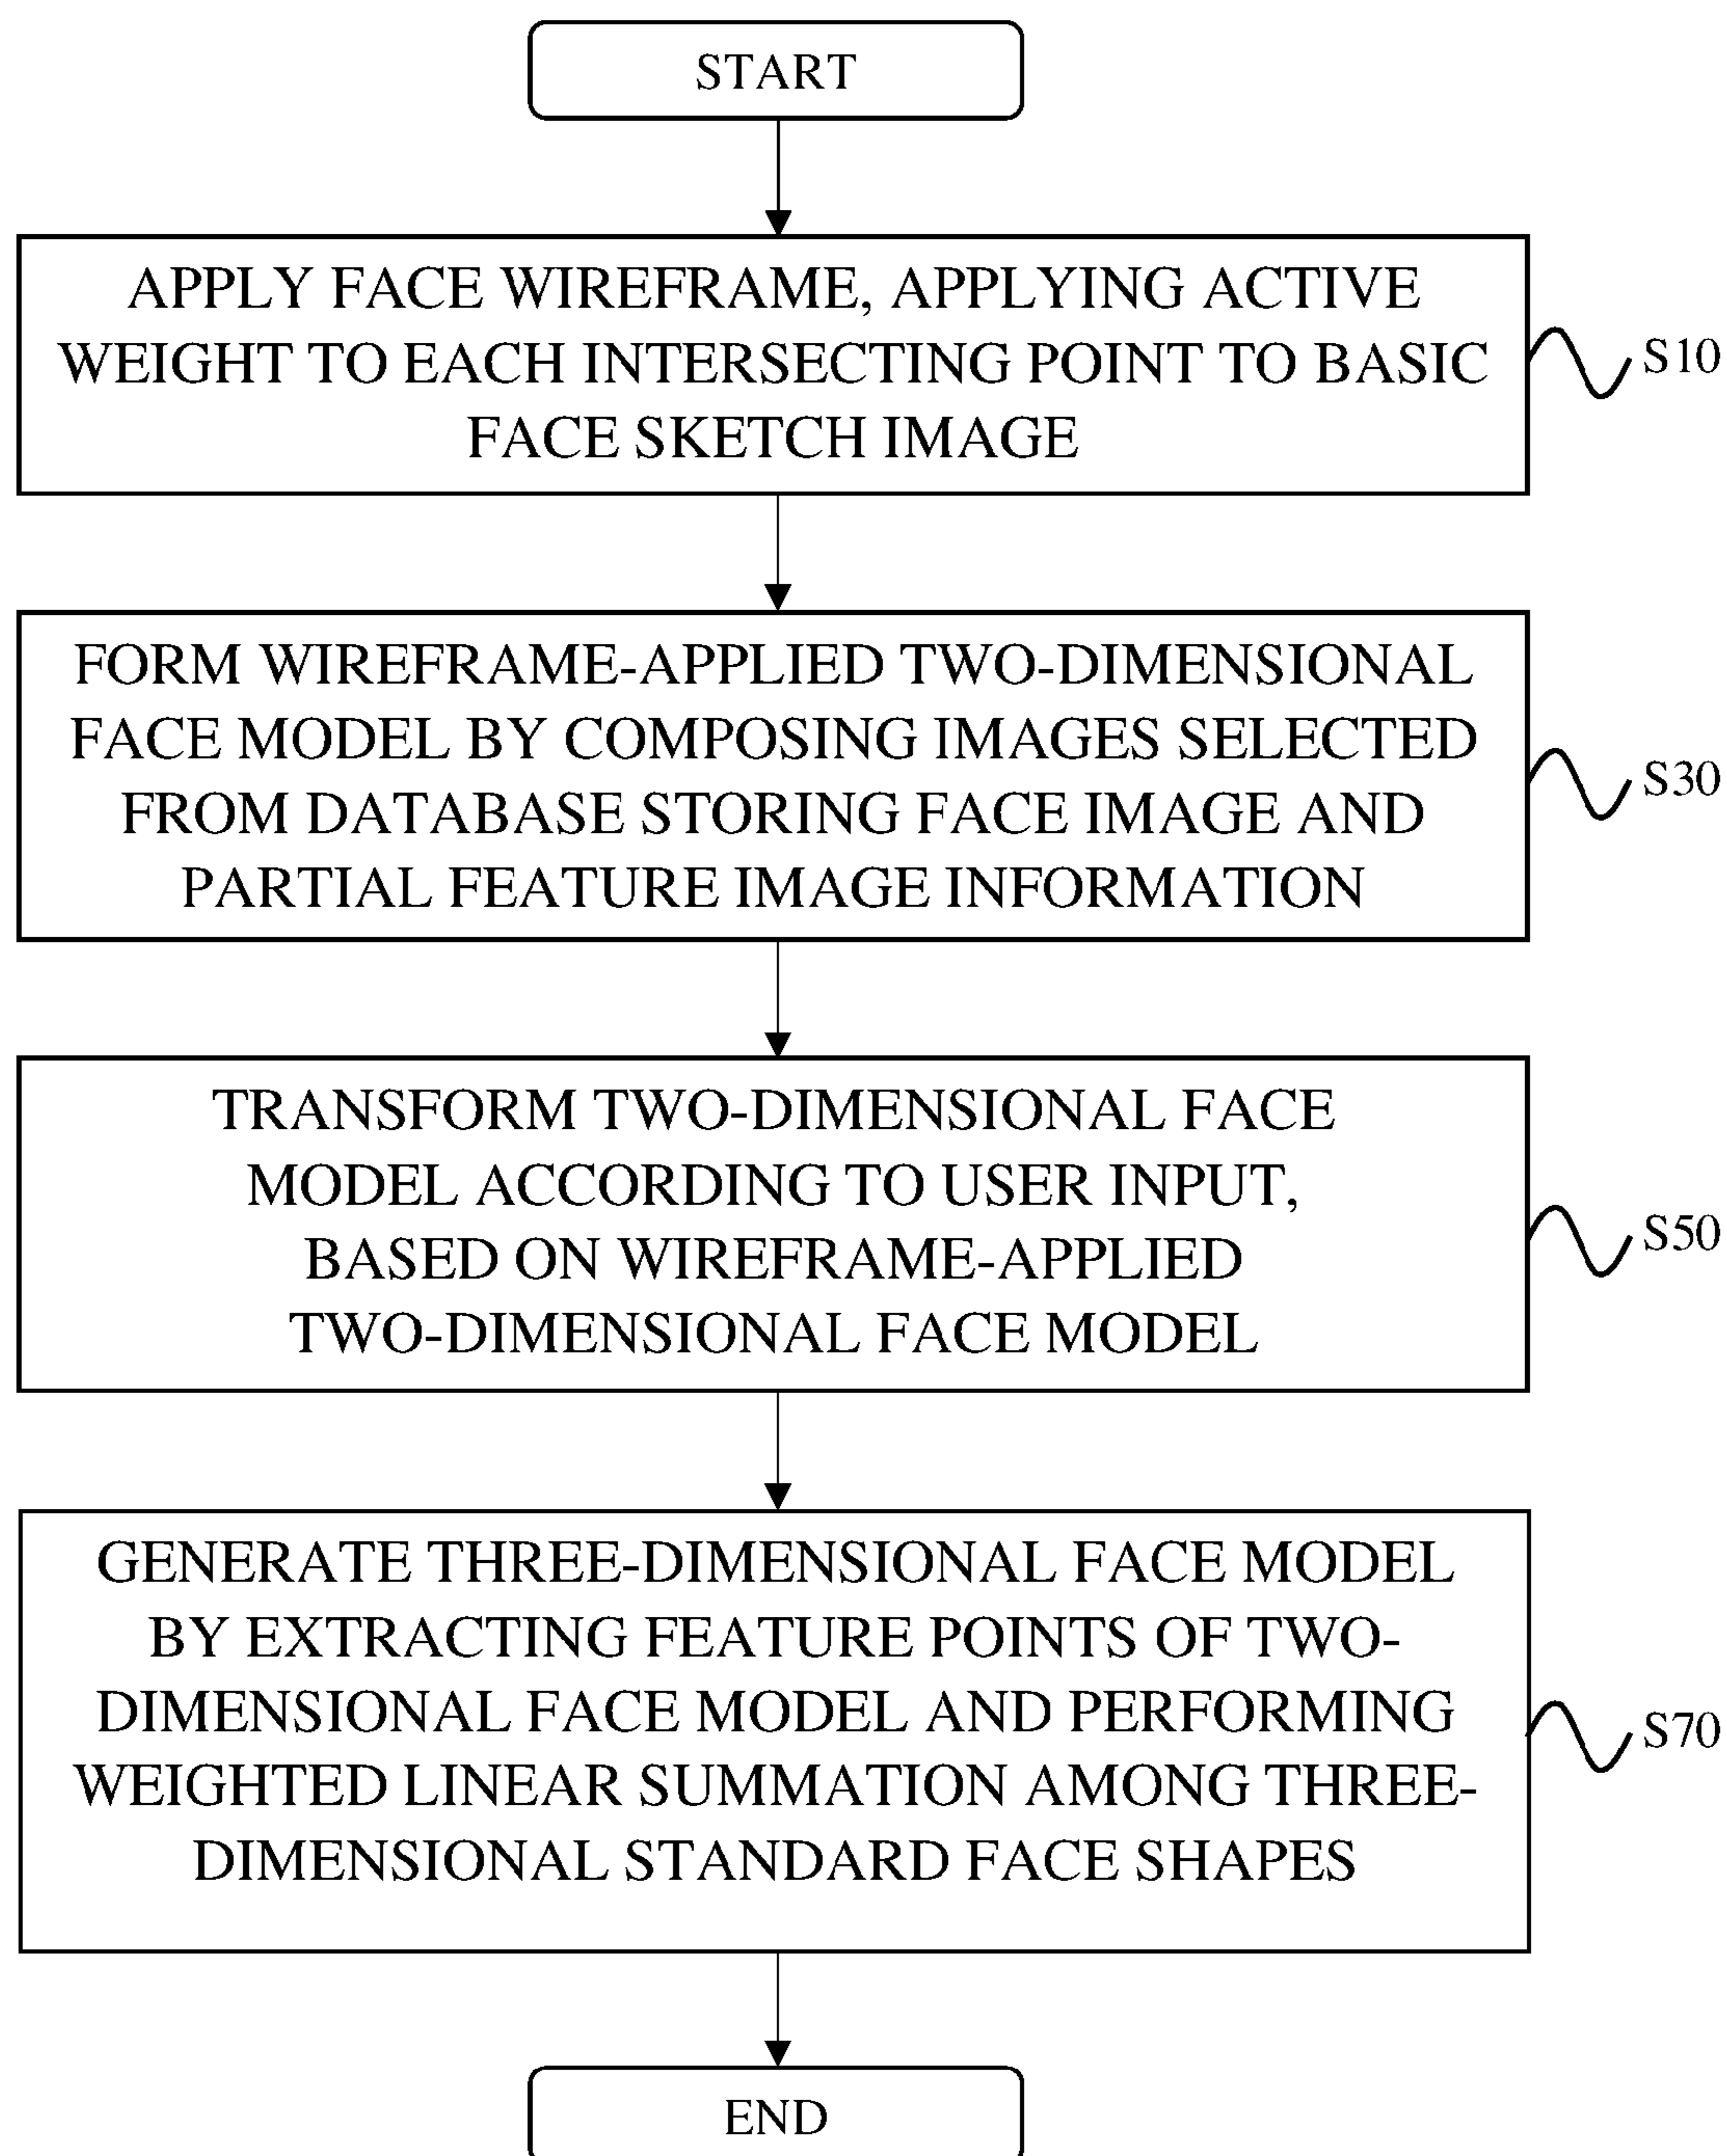 START
APPLY FACE WIREFRAME, APPLYING ACTIVE
WEIGHT TO EACH INTERSECTING POINT TO BASIC
FACE SKETCH IMAGE
S10
FORM WIREFRAME-APPLIED TWO-DIMENSIONAL
FACE MODEL BY COMPOSING IMAGES SELECTED
FROM DATABASE STORING FACE IMAGE AND
PARTIAL FEATURE IMAGE INFORMATION
S30
TRANSFORM TWO-DIMENSIONAL FACE
MODEL ACCORDING TO USER INPUT,
BASED ON WIREFRAME-APPLIED
TWO-DIMENSIONAL FACE MODEL
S50
GENERATE THREE-DIMENSIONAL FACE MODEL
BY EXTRACTING FEATURE POINTS OF TWO-
DIMENSIONAL FACE MODEL AND PERFORMING
WEIGHTED LINEAR SUMMATION AMONG THREE-
DIMENSIONAL STANDARD FACE SHAPES
S70
END